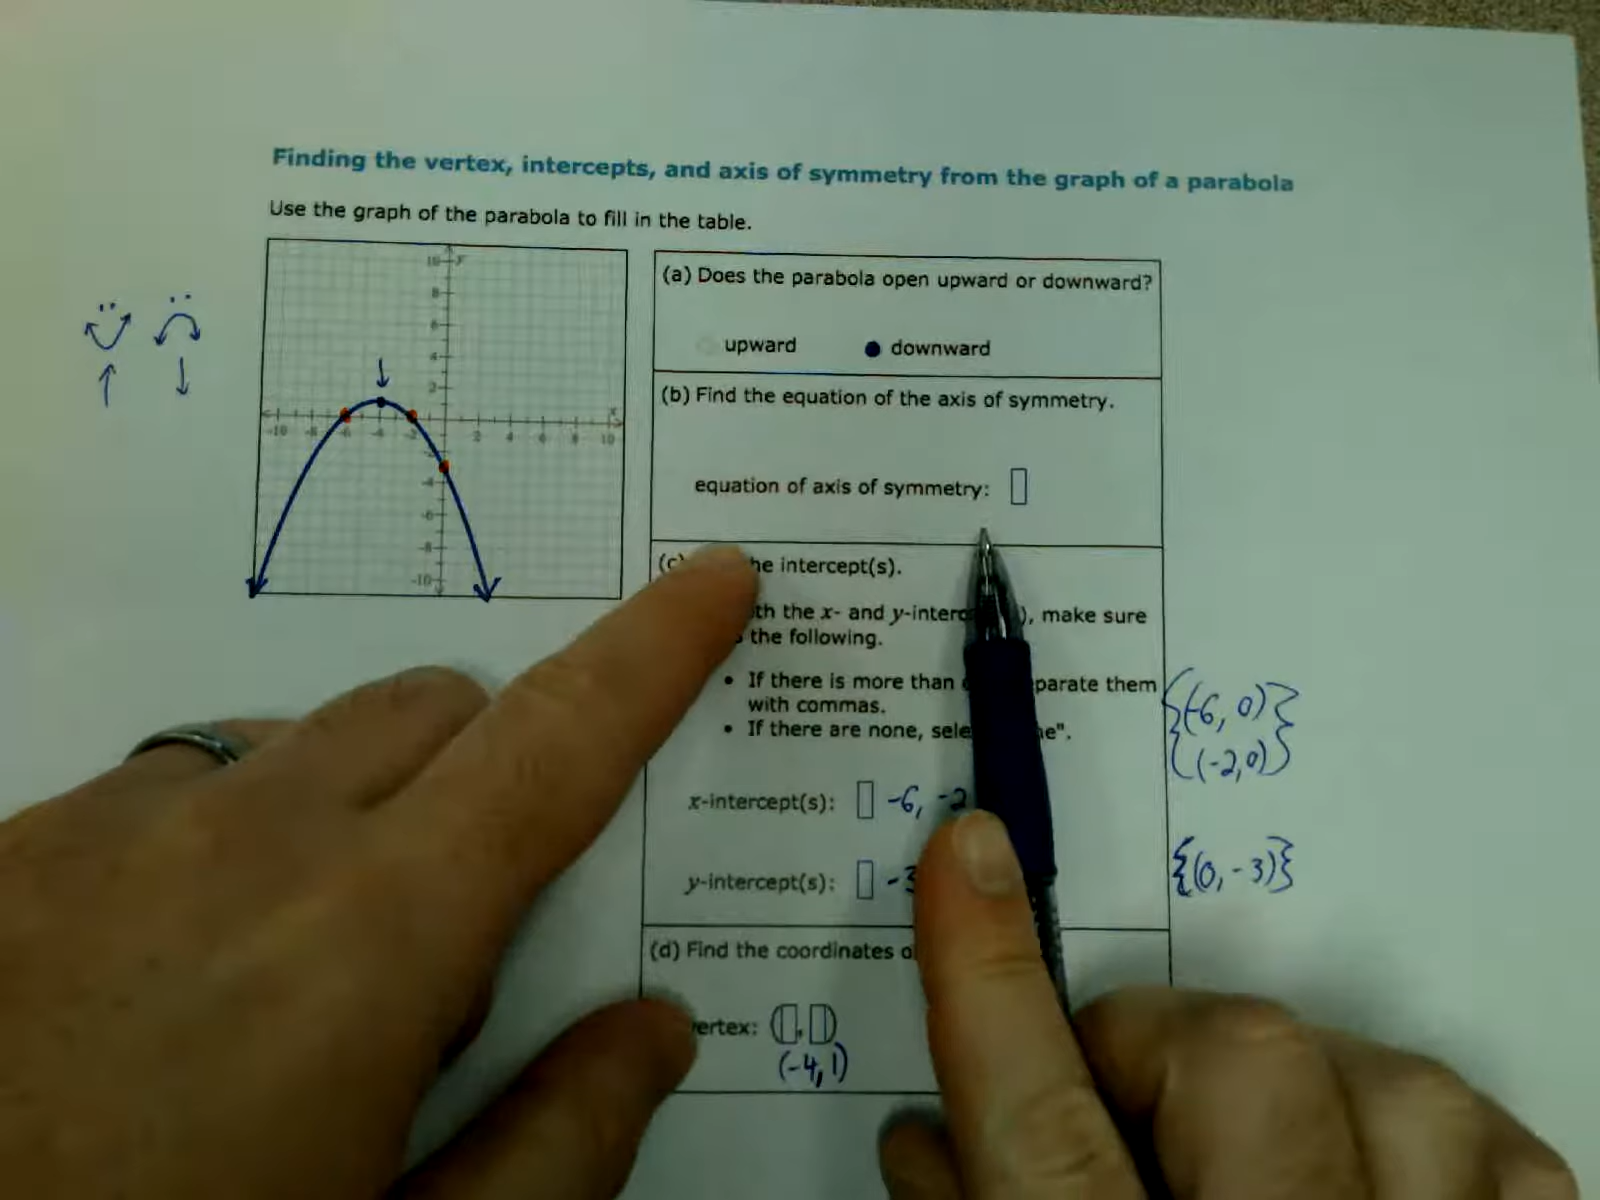 Finding the vertex, intercepts, and axis of symmetry from the graph of a parabola
Use the graph of the parabola to fill in the table.
10 y
8
6
4
2
-10 -8 -6 -4 -2 2 4 6 8 10 x
-4
-6
-8
-10
(a) Does the parabola open upward or downward?
upward downward
(b) Find the equation of the axis of symmetry.
equation of axis of symmetry:
(c) he intercept(s).
th the x- and y-interc ), make sure
the following.
• If there is more than parate them
with commas.
• If there are none, sele e".
{(-6, 0)}
{(-2,0)}
x-intercept(s): -6, -2
y-intercept(s): -3
{(0, -3)}
(d) Find the coordinates o
vertex: ( , )
(-4,1)